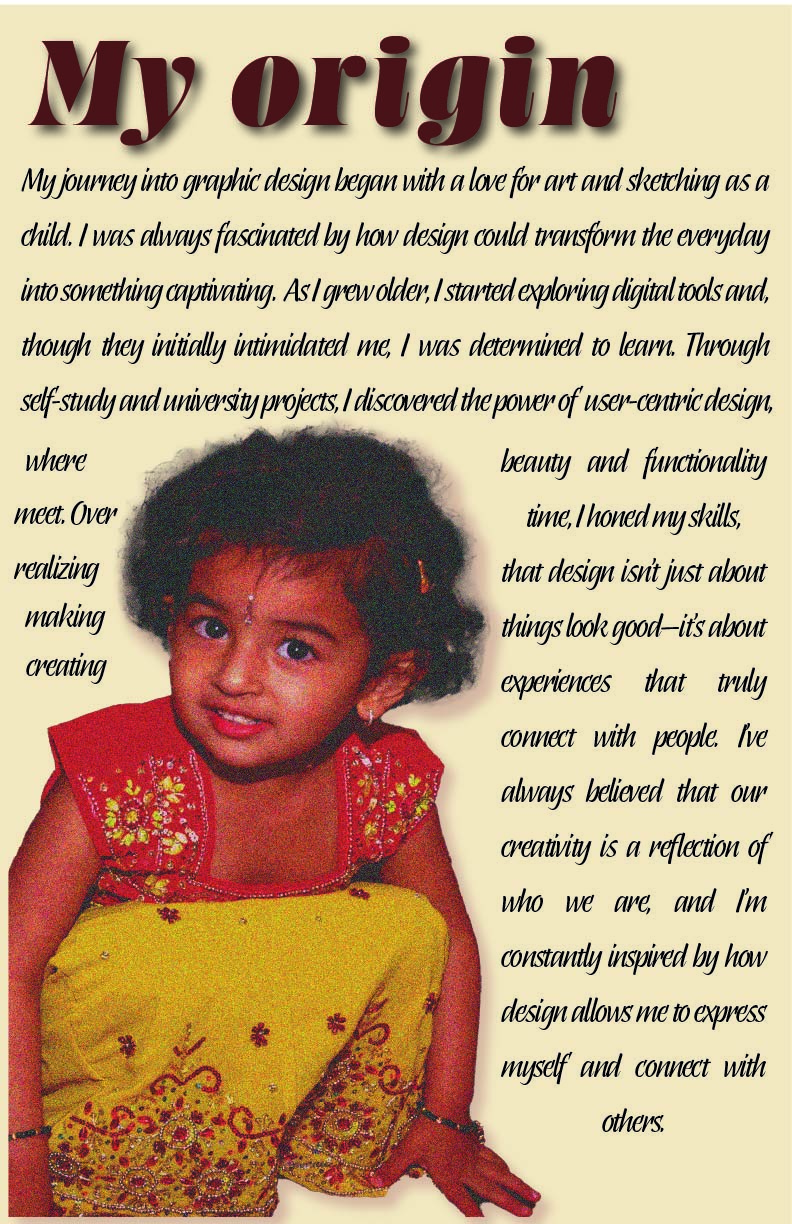 My origin
My journey into graphic design began with a love for art and sketching as a
child. I was always fascinated by how design could transform the everyday
into something captivating. As I grew older, I started exploring digital tools and,
though they initially intimidated me, I was determined to learn. Through
self-study and university projects, I discovered the power of user-centric design,
where beauty and functionality
meet. Over time, I honed my skills,
realizing that design isn't just about
making things look good—it's about
creating experiences that truly
connect with people. I've
always believed that our
creativity is a reflection of
who we are, and I'm
constantly inspired by how
design allows me to express
myself and connect with
others.